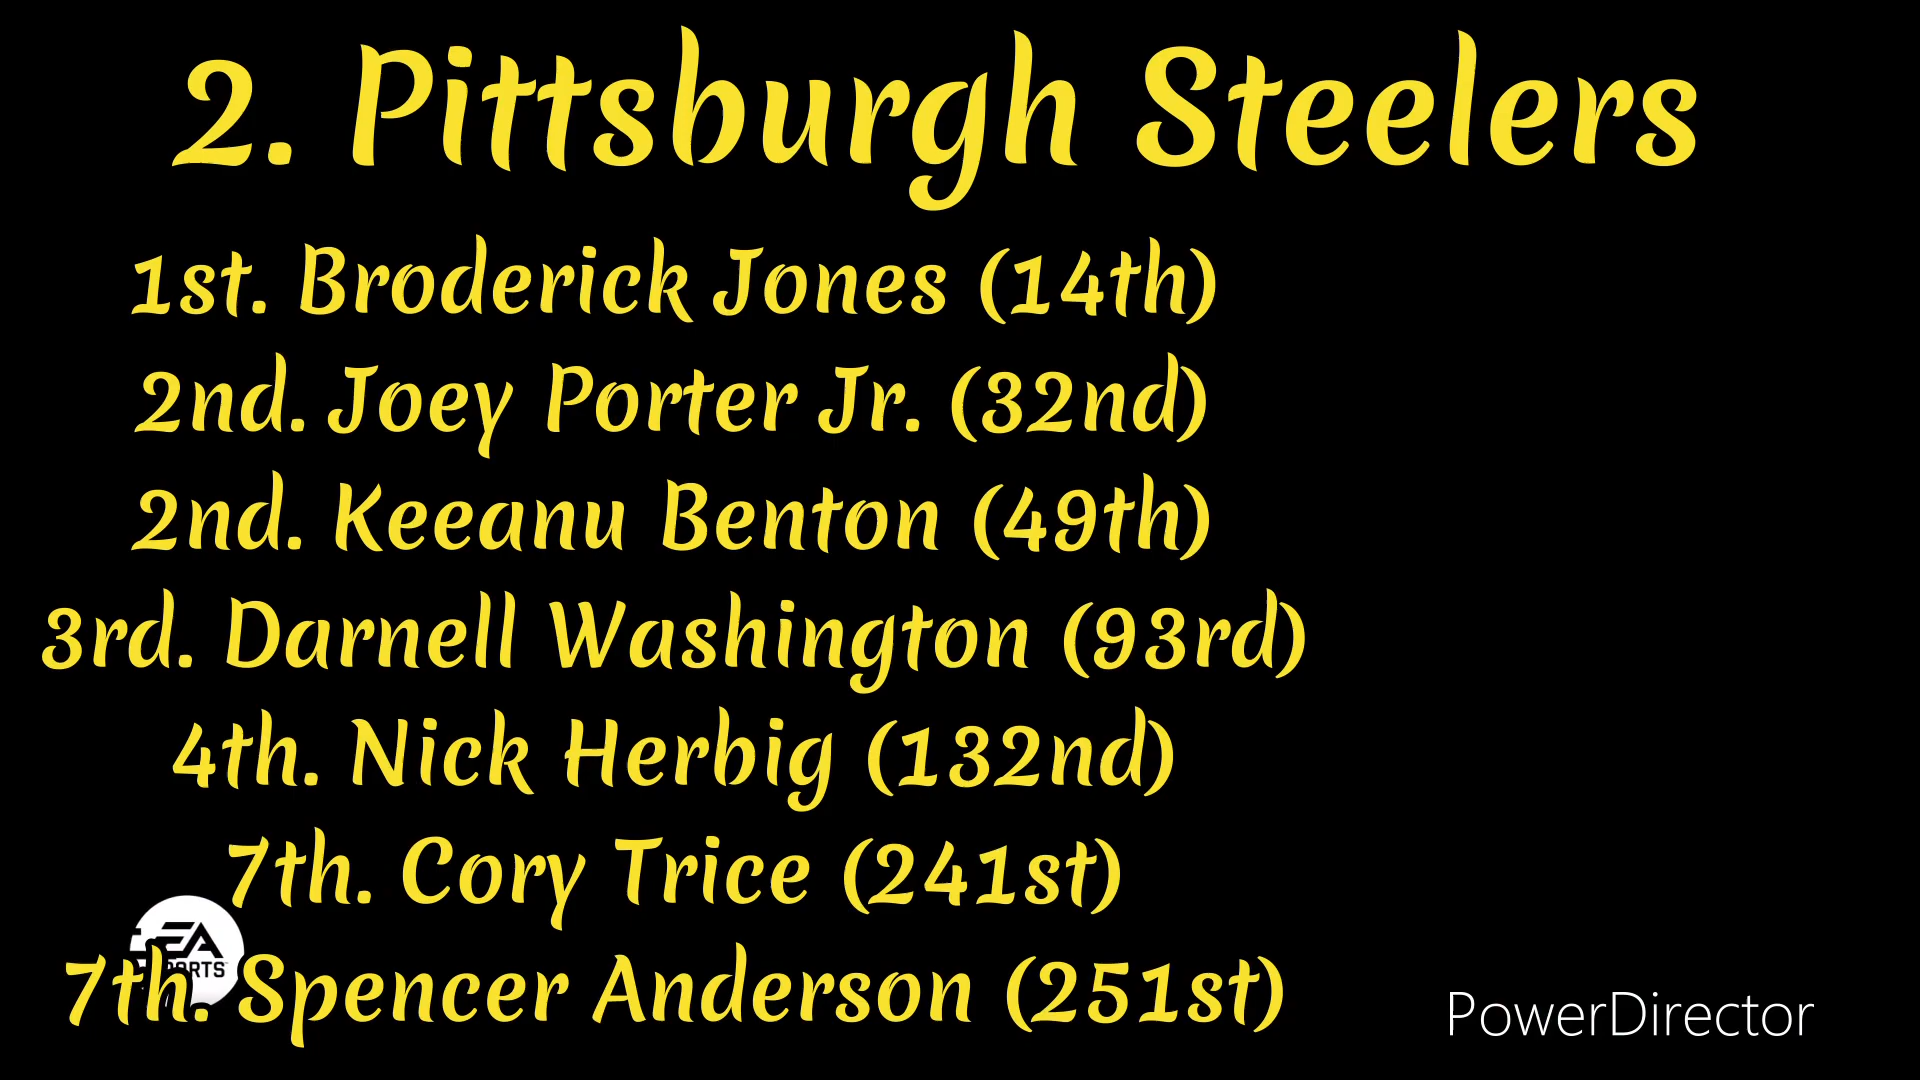 2. Pittsburgh Steelers
1st. Broderick Jones (14th)
2nd. Joey Porter Jr. (32nd)
2nd. Keeanu Benton (49th)
3rd. Darnell Washington (93rd)
4th. Nick Herbig (132nd)
7th. Cory Trice (241st)
EA
7th. Spencer Anderson (251st)
PowerDirector